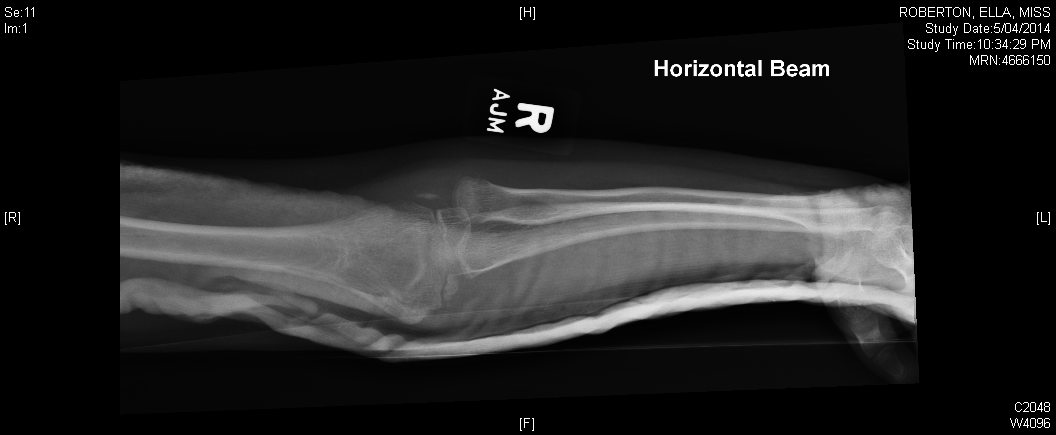 Se:11
Im:1
[H]
ROBERTON, ELLA, MISS
Study Date:5/04/2014
Study Time:10:34:29 PM
MRN:4666150
Horizontal Beam
R
AJM
[R]
[L]
[F]
C2048
W4096